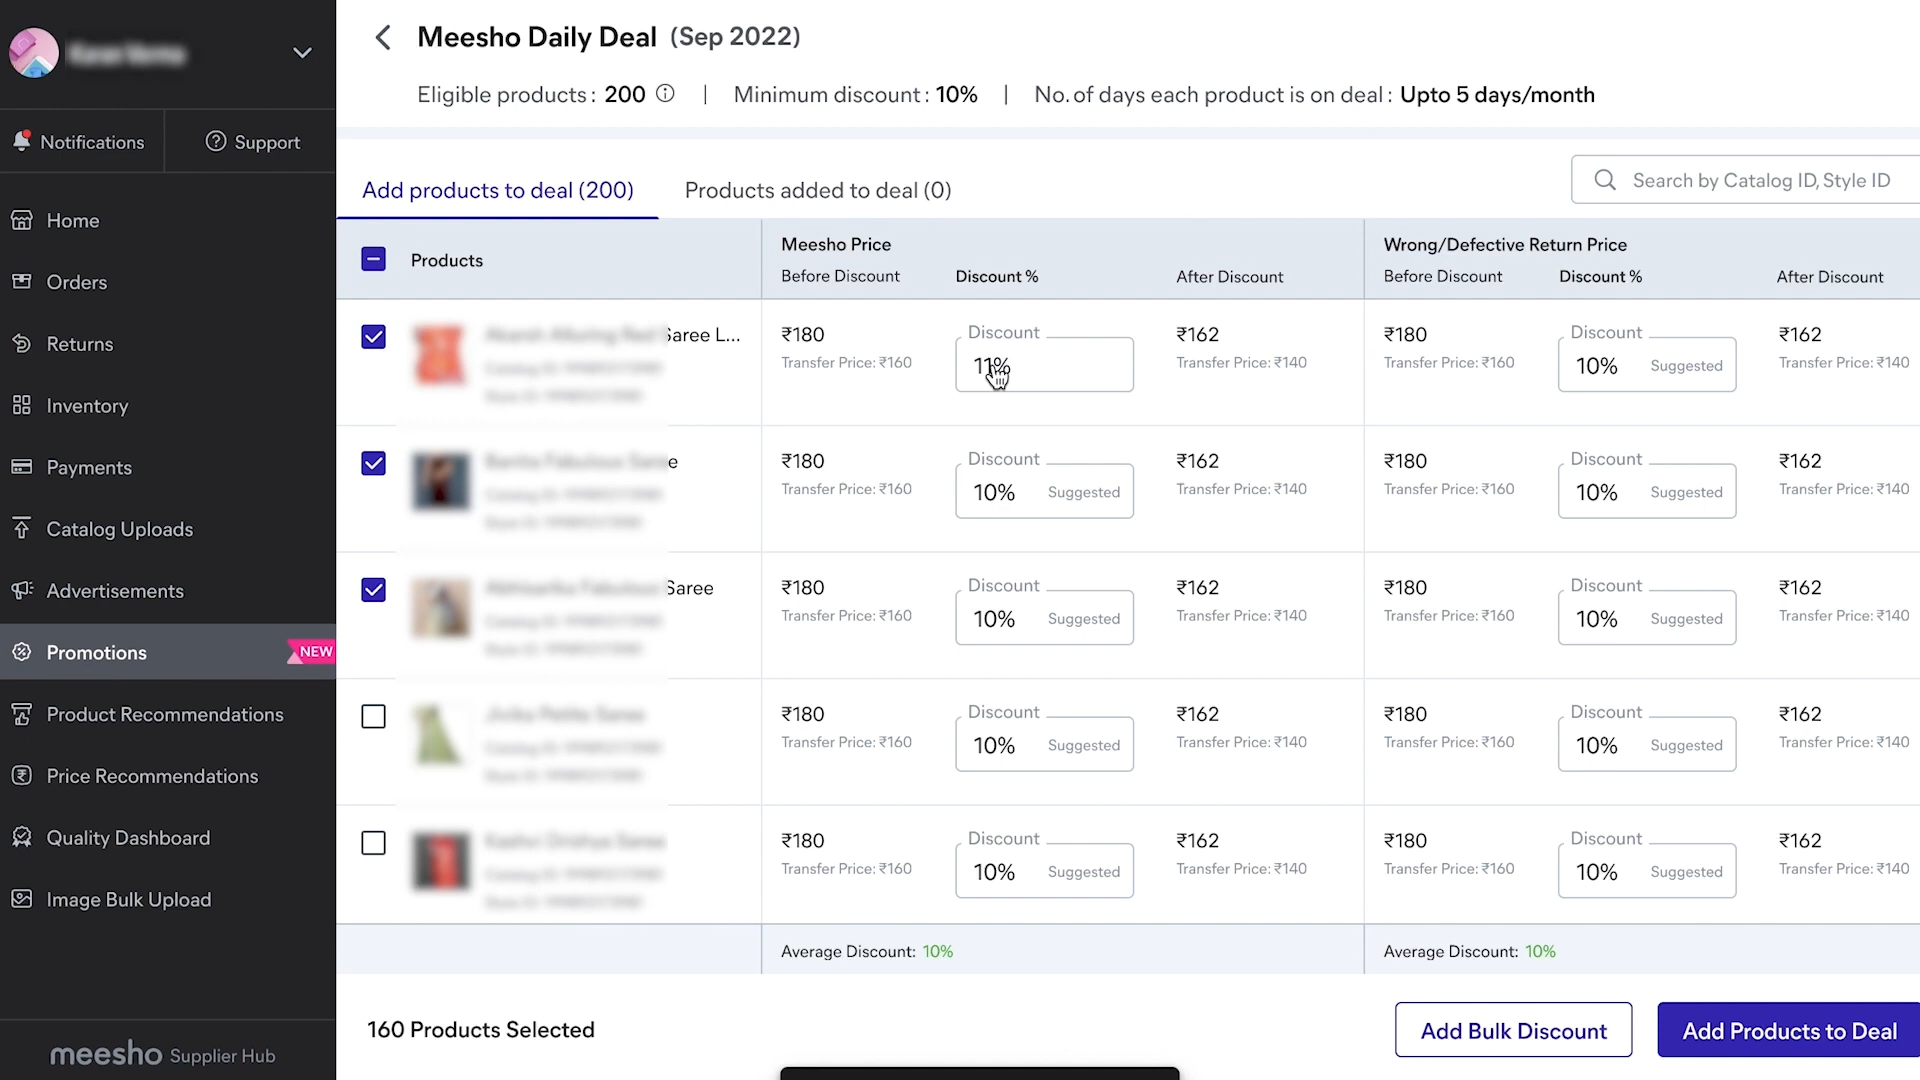 Meesho Daily Deal (Sep 2022)
Eligible products: 200 | Minimum discount: 10% | No. of days each product is on deal: Upto 5 days/month
Notifications
Support
Home
Orders
Returns
Inventory
Payments
Catalog Uploads
Advertisements
Promotions NEW
Product Recommendations
Price Recommendations
Quality Dashboard
Image Bulk Upload
meesho Supplier Hub
Add products to deal (200) Products added to deal (0)
Search by Catalog ID, Style ID
Products
Meesho Price
Wrong/Defective Return Price
Before Discount Discount % After Discount
Before Discount Discount % After Discount
Saree L...
₹180
Transfer Price: ₹160
Discount
11%
₹162
Transfer Price: ₹140
₹180
Transfer Price: ₹160
Discount
10% Suggested
₹162
Transfer Price: ₹140
₹180
Transfer Price: ₹160
Discount
10% Suggested
₹162
Transfer Price: ₹140
₹180
Transfer Price: ₹160
Discount
10% Suggested
₹162
Transfer Price: ₹140
Saree
₹180
Transfer Price: ₹160
Discount
10% Suggested
₹162
Transfer Price: ₹140
₹180
Transfer Price: ₹160
Discount
10% Suggested
₹162
Transfer Price: ₹140
₹180
Transfer Price: ₹160
Discount
10% Suggested
₹162
Transfer Price: ₹140
₹180
Transfer Price: ₹160
Discount
10% Suggested
₹162
Transfer Price: ₹140
₹180
Transfer Price: ₹160
Discount
10% Suggested
₹162
Transfer Price: ₹140
₹180
Transfer Price: ₹160
Discount
10% Suggested
₹162
Transfer Price: ₹140
Average Discount: 10%
Average Discount: 10%
160 Products Selected
Add Bulk Discount
Add Products to Deal